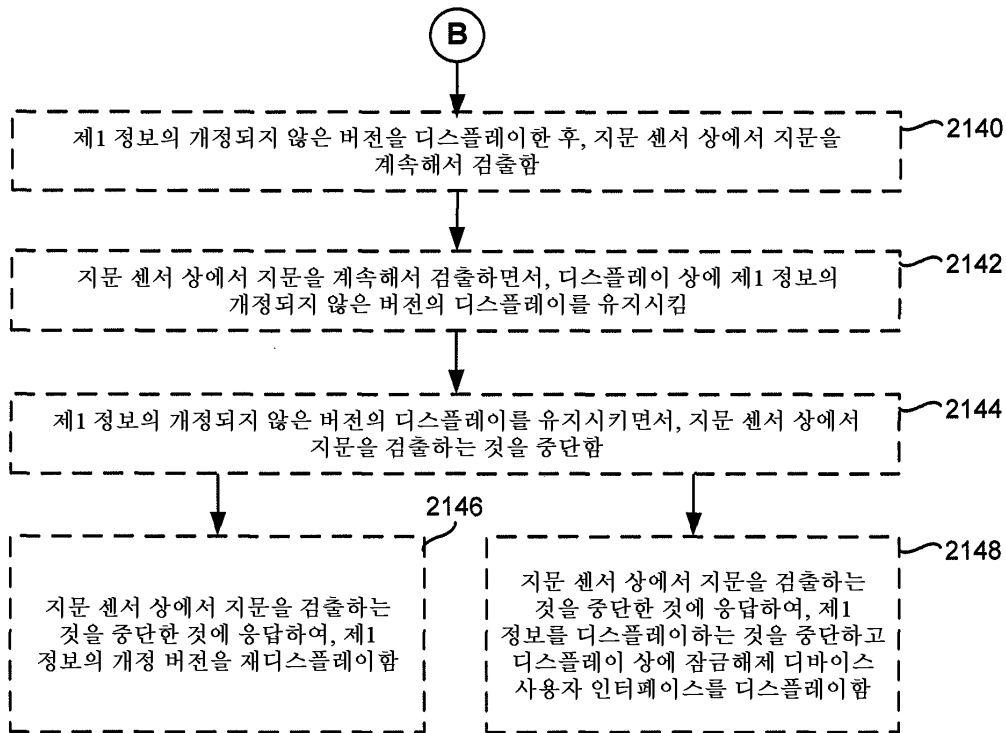 B
제1 정보의 개정되지 않은 버전을 디스플레이한 후, 지문 센서 상에서 지문을
계속해서 검출함
2140
지문 센서 상에서 지문을 계속해서 검출하면서, 디스플레이 상에 제1 정보의
개정되지 않은 버전의 디스플레이를 유지시킴
2142
제1 정보의 개정되지 않은 버전의 디스플레이를 유지시키면서, 지문 센서 상에서
지문을 검출하는 것을 중단함
2144
2146
지문 센서 상에서 지문을 검출하는
것을 중단한 것에 응답하여, 제1
정보의 개정 버전을 재디스플레이함
2148
지문 센서 상에서 지문을 검출하는
것을 중단한 것에 응답하여, 제1
정보를 디스플레이하는 것을 중단하고
디스플레이 상에 잠금해제 디바이스
사용자 인터페이스를 디스플레이함